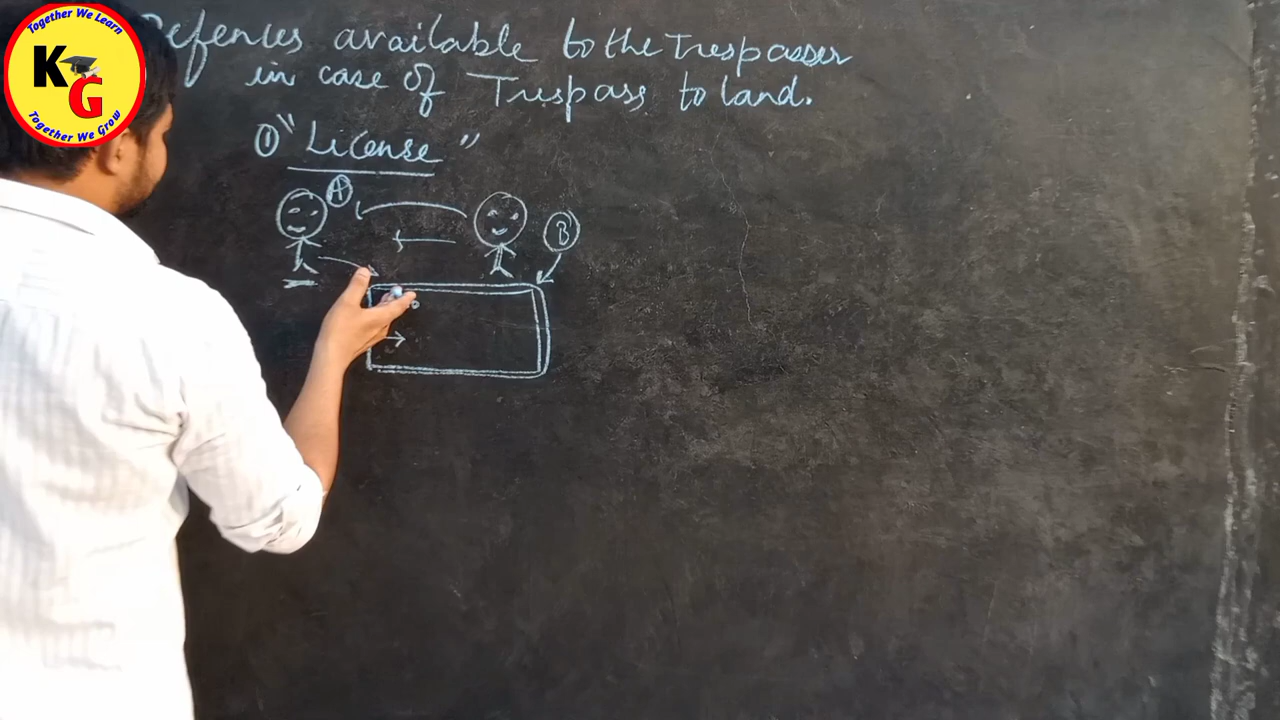 Together We Learn
KG
Together We Grow
Defences available to the Trespasser
in case of Trespass to land.
① "License"
A
B